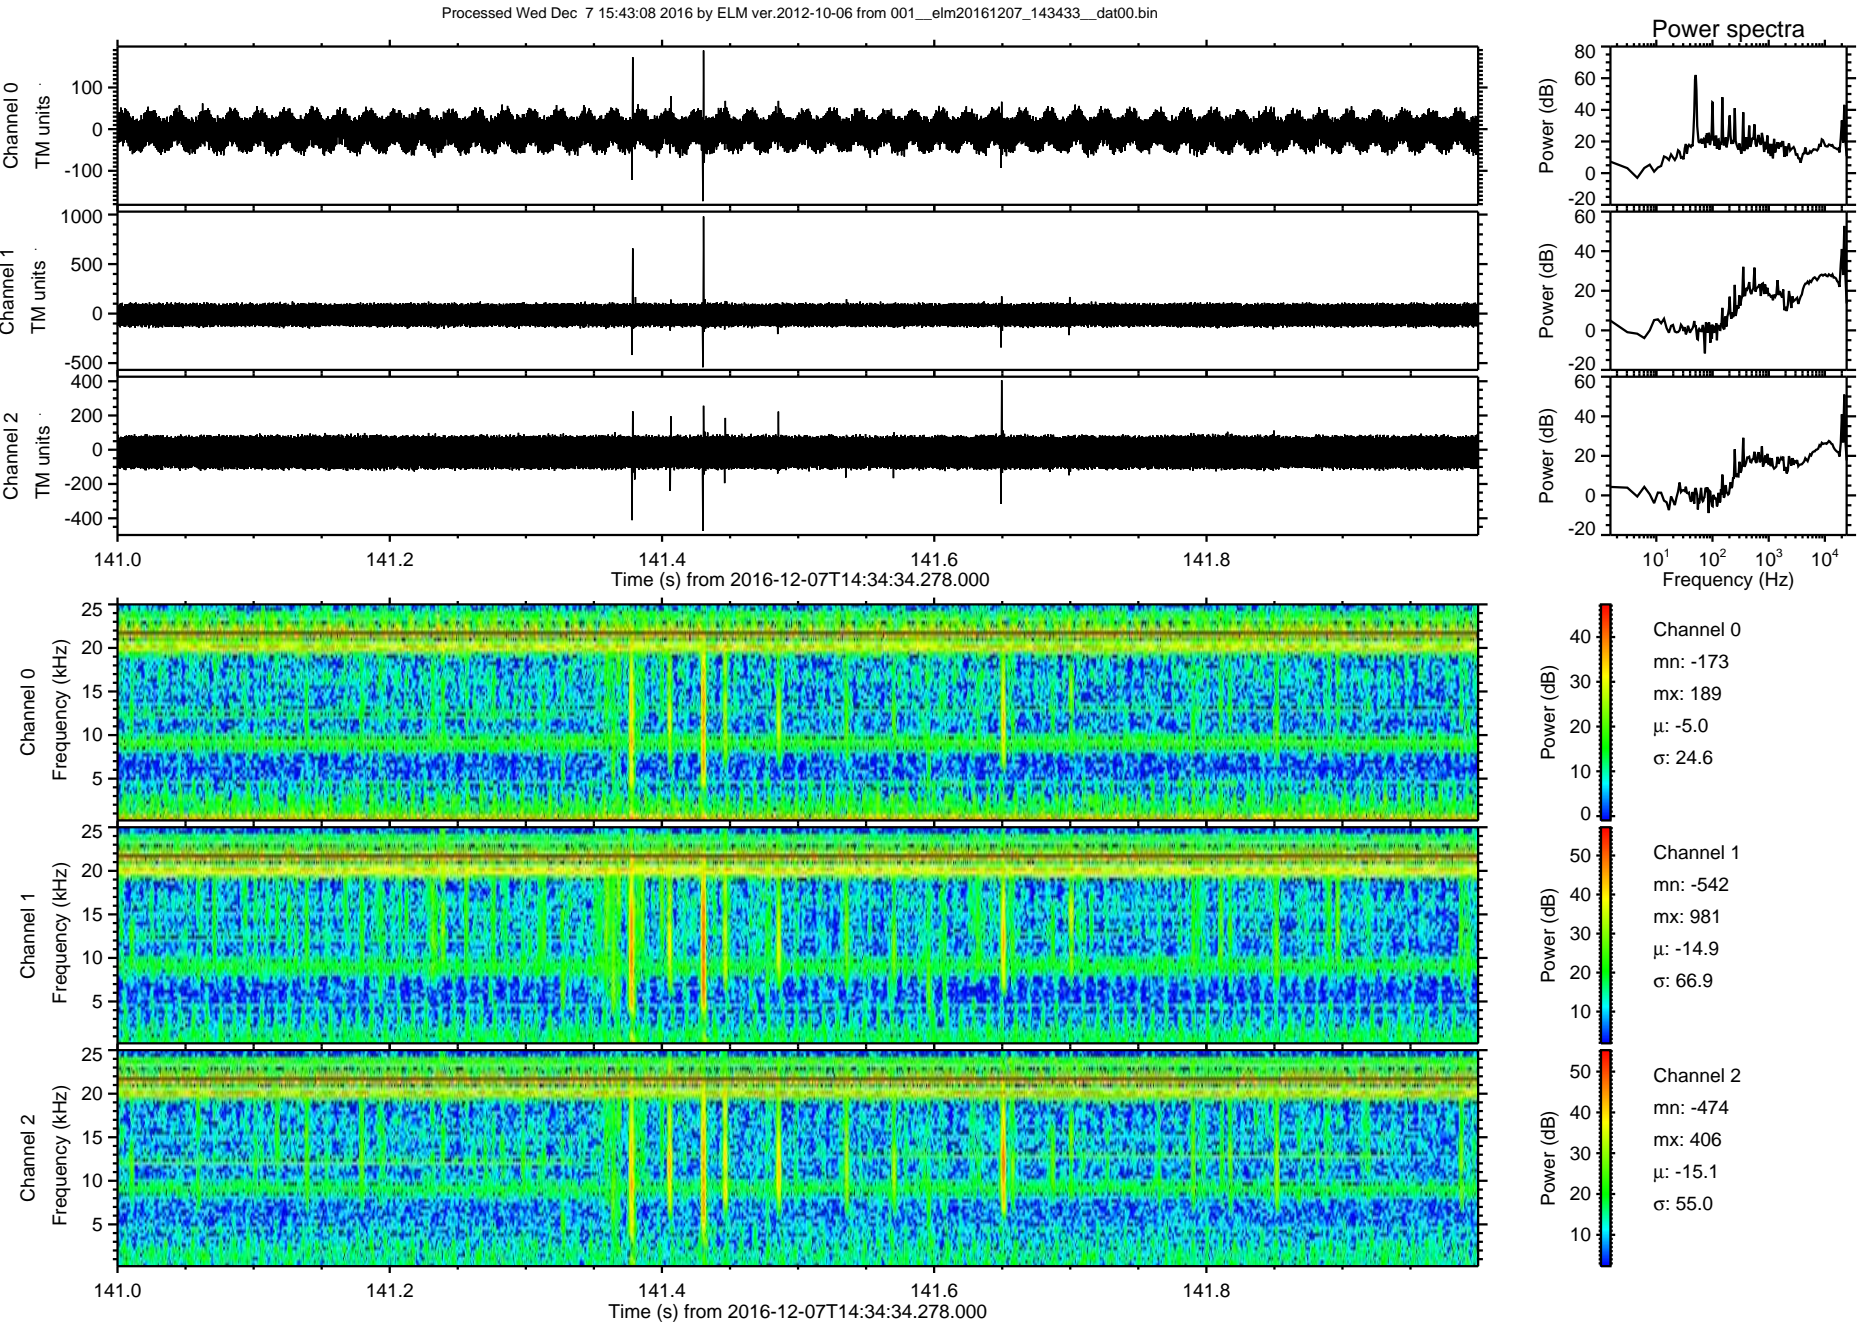 Processed Wed Dec  7 15:43:08 2016 by ELM ver.2012-10-06 from 001__elm20161207_143433__dat00.bin
Power spectra
Channel 0
TM units
100
0
-100
Channel 1
TM units
1000
500
0
-500
Channel 2
TM units
400
200
0
-200
-400
141.0 141.2 141.4 141.6 141.8
Time (s) from 2016-12-07T14:34:34.278.000
Power (dB)
80
60
40
20
0
-20
Power (dB)
60
40
20
0
-20
Power (dB)
60
40
20
0
-20
10¹ 10² 10³ 10⁴
Frequency (Hz)
Channel 0
Frequency (kHz)
25
20
15
10
5
Power (dB)
40
30
20
10
0
Channel 0
mn: -173
mx: 189
μ: -5.0
σ: 24.6
Channel 1
Frequency (kHz)
25
20
15
10
5
Power (dB)
50
40
30
20
10
Channel 1
mn: -542
mx: 981
μ: -14.9
σ: 66.9
Channel 2
Frequency (kHz)
25
20
15
10
5
Power (dB)
50
40
30
20
10
Channel 2
mn: -474
mx: 406
μ: -15.1
σ: 55.0
141.0 141.2 141.4 141.6 141.8
Time (s) from 2016-12-07T14:34:34.278.000